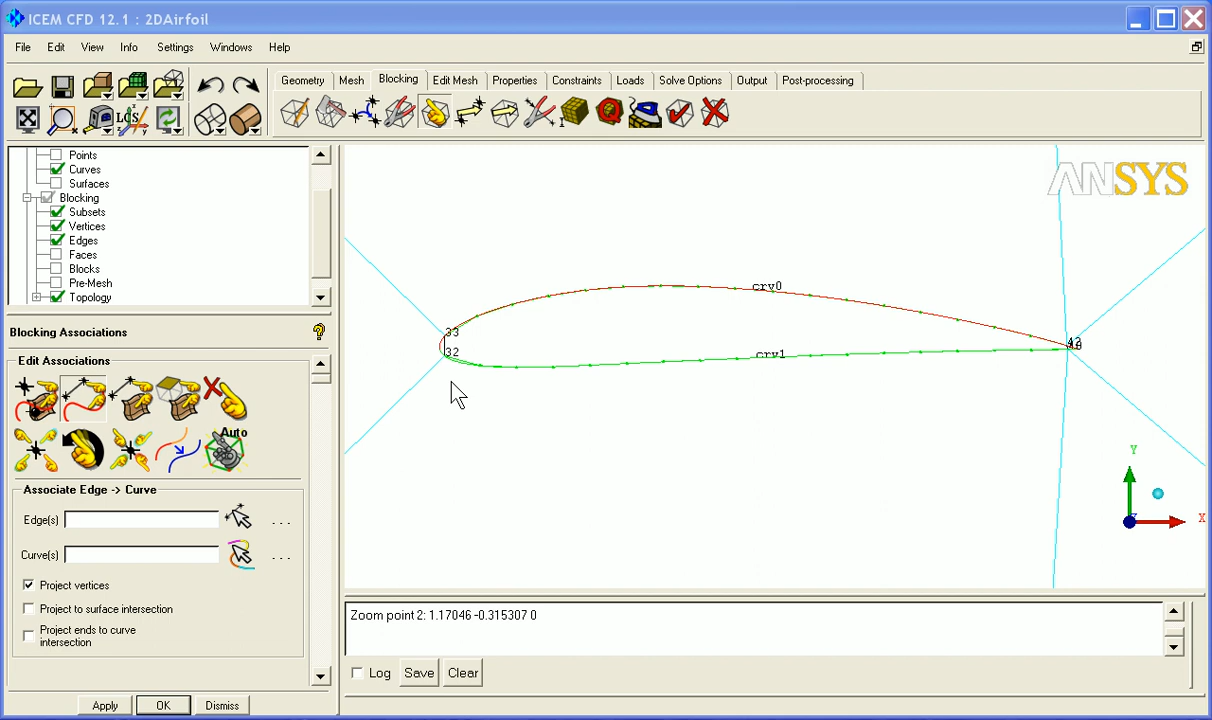 ICEM CFD 12.1 : 2DAirfoil
File Edit View Info Settings Windows Help
Geometry Mesh Blocking Edit Mesh Properties Constraints Loads Solve Options Output Post-processing
LCS
Points
Curves
Surfaces
Blocking
Subsets
Vertices
Edges
Faces
Blocks
Pre-Mesh
Topology
Blocking Associations
Edit Associations
Auto
Associate Edge -> Curve
Edge(s) ...
Curve(s) ...
Project vertices
Project to surface intersection
Project ends to curve
intersection
Apply OK Dismiss
ANSYS
crv0
33
32
crv1
Y
X
Zoom point 2: 1.17046 -0.315307 0
Log Save Clear